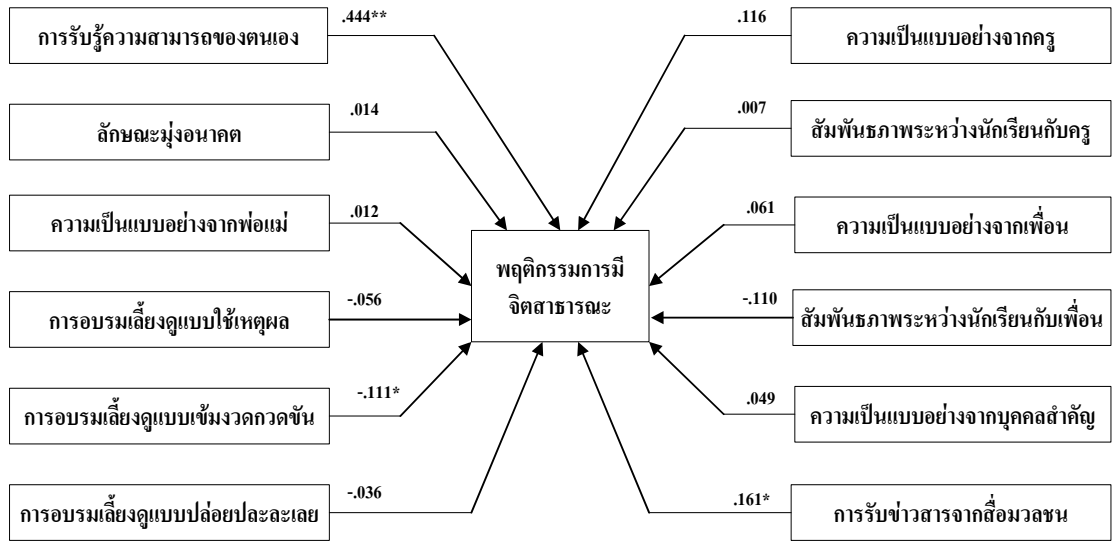 .444**
.116
การรับรู้ความสามารถของตนเอง
ความเป็นแบบอย่างจากครู
.014
.007
ลักษณะมุ่งอนาคต
สัมพันธภาพระหว่างนักเรียนกับครู
.012
.061
ความเป็นแบบอย่างจากพ่อแม่
ความเป็นแบบอย่างจากเพื่อน
พฤติกรรมการมี
จิตสาธารณะ
-.056
-.110
การอบรมเลี้ยงดูแบบใช้เหตุผล
สัมพันธภาพระหว่างนักเรียนกับเพื่อน
-.111*
.049
การอบรมเลี้ยงดูแบบเข้มงวดกวดขัน
ความเป็นแบบอย่างจากบุคคลสำคัญ
-.036
.161*
การอบรมเลี้ยงดูแบบปล่อยปละละเลย
การรับข่าวสารจากสื่อมวลชน